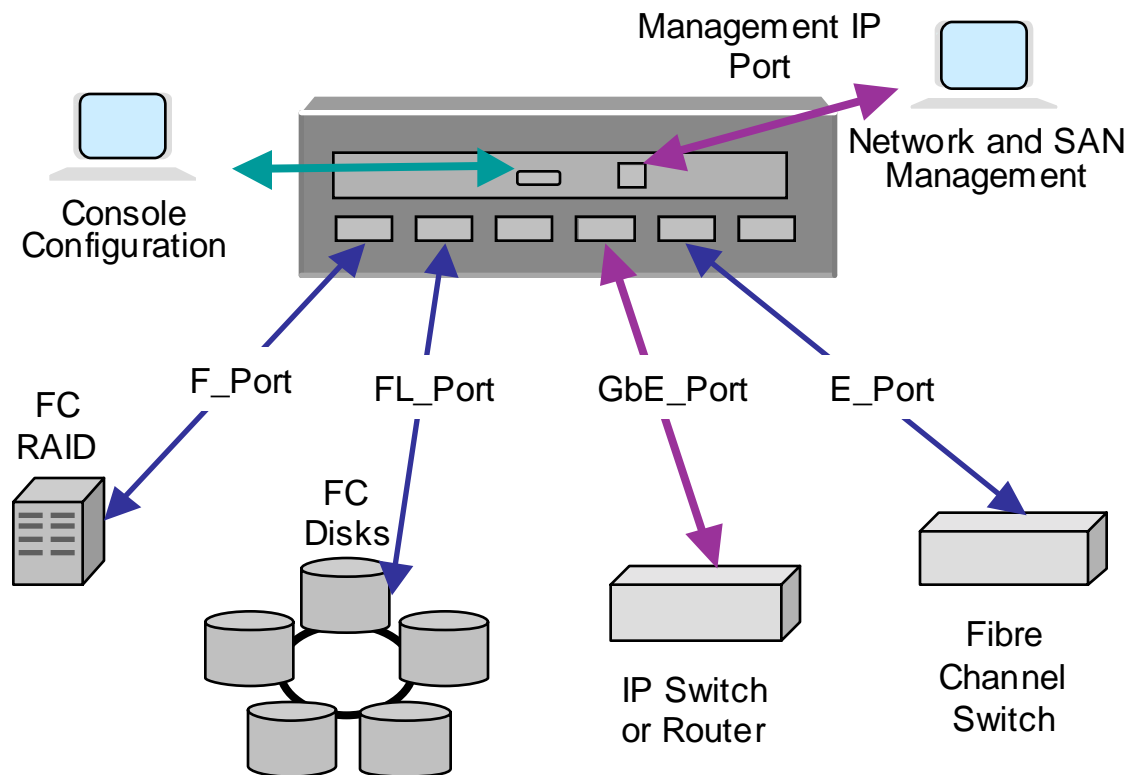 Management IP
Port
Network and SAN
Management
Console
Configuration
F_Port
FL_Port
GbE_Port
E_Port
FC
RAID
FC
Disks
IP Switch
or Router
Fibre
Channel
Switch